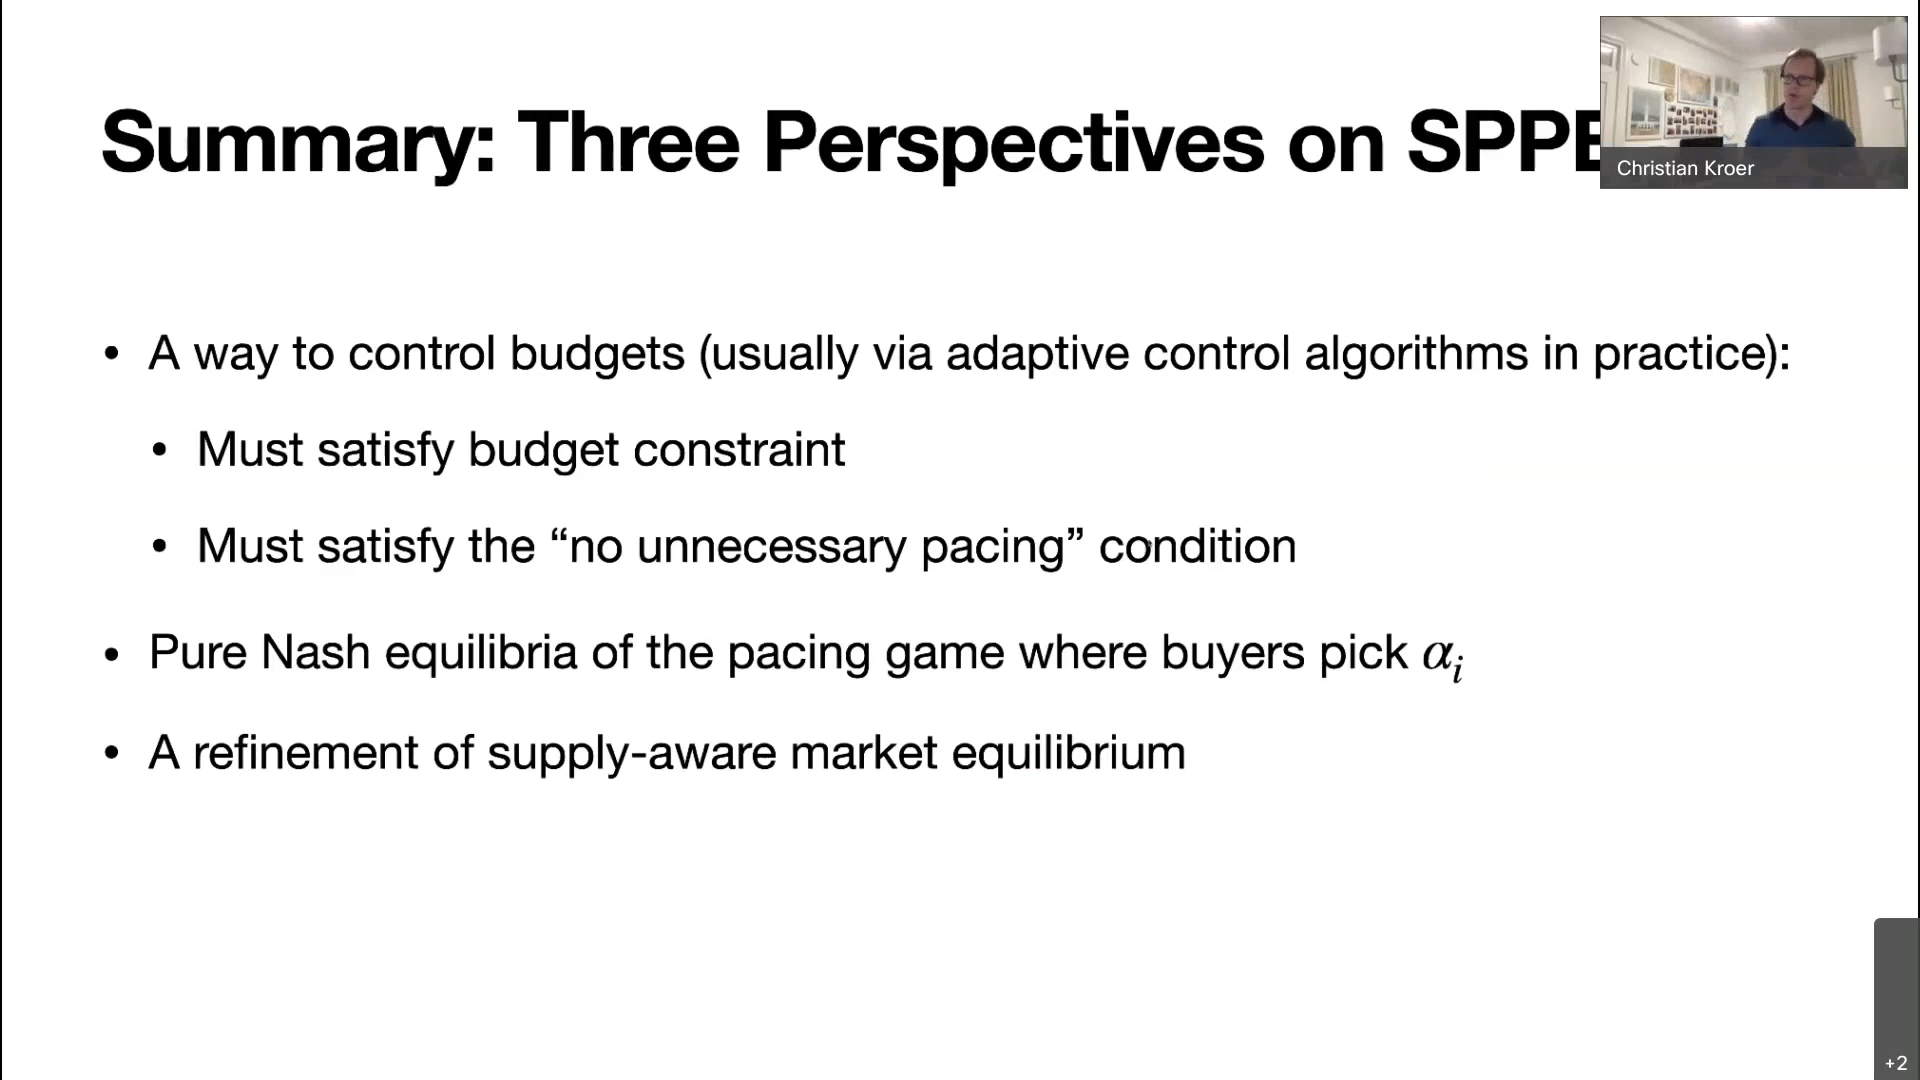 Summary: Three Perspectives on SPPE
Christian Kroer
• A way to control budgets (usually via adaptive control algorithms in practice):
• Must satisfy budget constraint
• Must satisfy the “no unnecessary pacing” condition
• Pure Nash equilibria of the pacing game where buyers pick αᵢ
• A refinement of supply-aware market equilibrium
+2